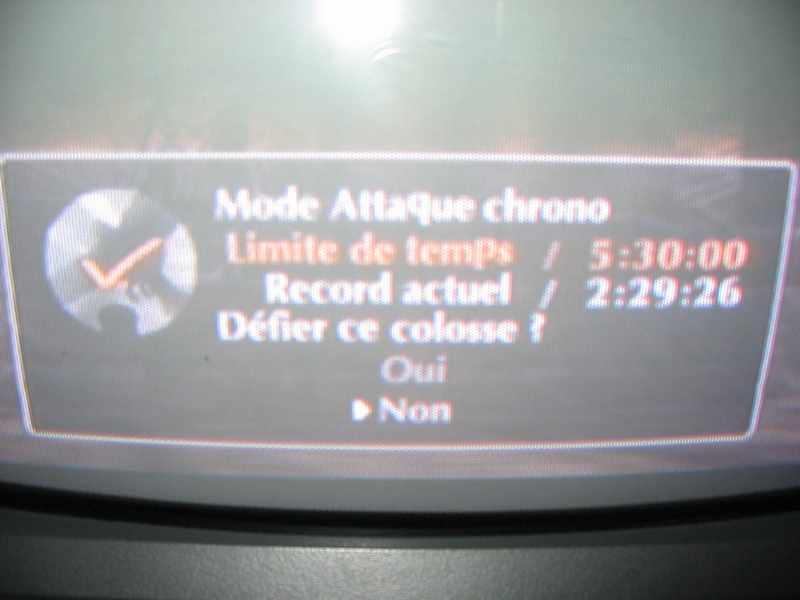 Mode Attaque chrono
Limite de temps / 5:30:00
Record actuel / 2:29:26
Défier ce colosse ?
Oui
Non